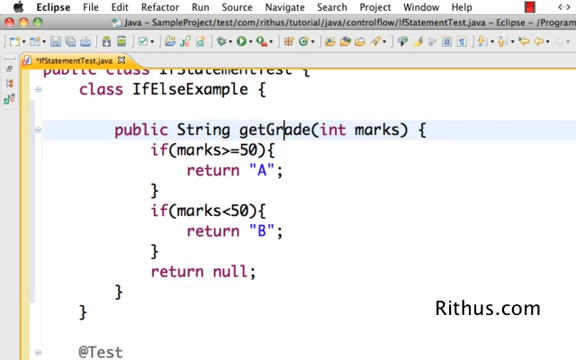 Eclipse File Edit Refactor Source Navigate Search Project Window He
Java - SampleProject/test/com/rithus/tutorial/java/controlflow/IfStatementTest.java - Eclipse - /Program
*IfStatementTest.java
public class IfStatementTest {
class IfElseExample {
public String getGrade(int marks) {
if(marks>=50){
return "A";
}
if(marks<50){
return "B";
}
return null;
}
}
Rithus.com
@Test